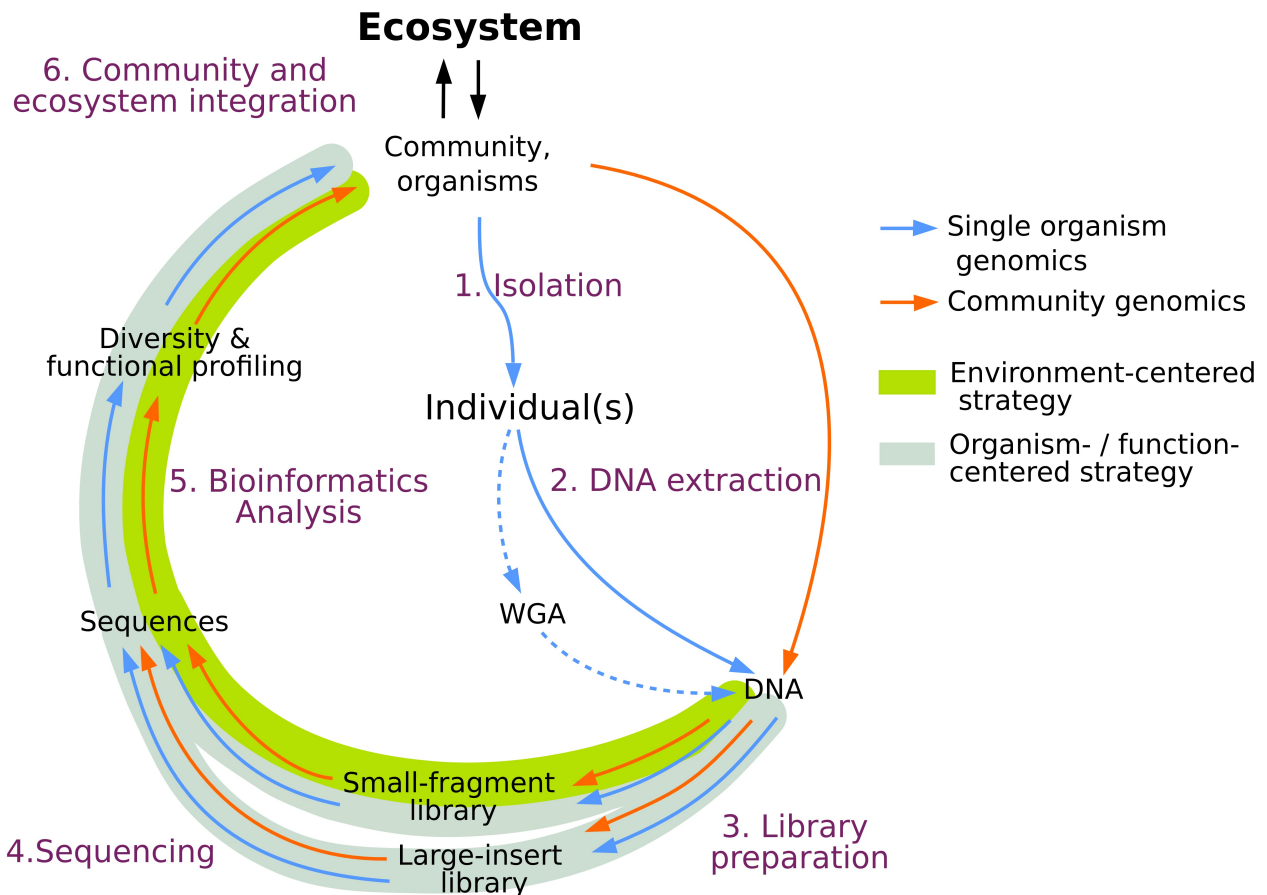 Ecosystem
6. Community and
ecosystem integration
Community,
organisms
Single organism
genomics
1. Isolation
Community genomics
Diversity &
functional profiling
Environment-centered
strategy
Individual(s)
Organism- / function-
centered strategy
5. Bioinformatics
Analysis
2. DNA extraction
WGA
Sequences
DNA
Small-fragment
library
3. Library
preparation
4.Sequencing
Large-insert
library